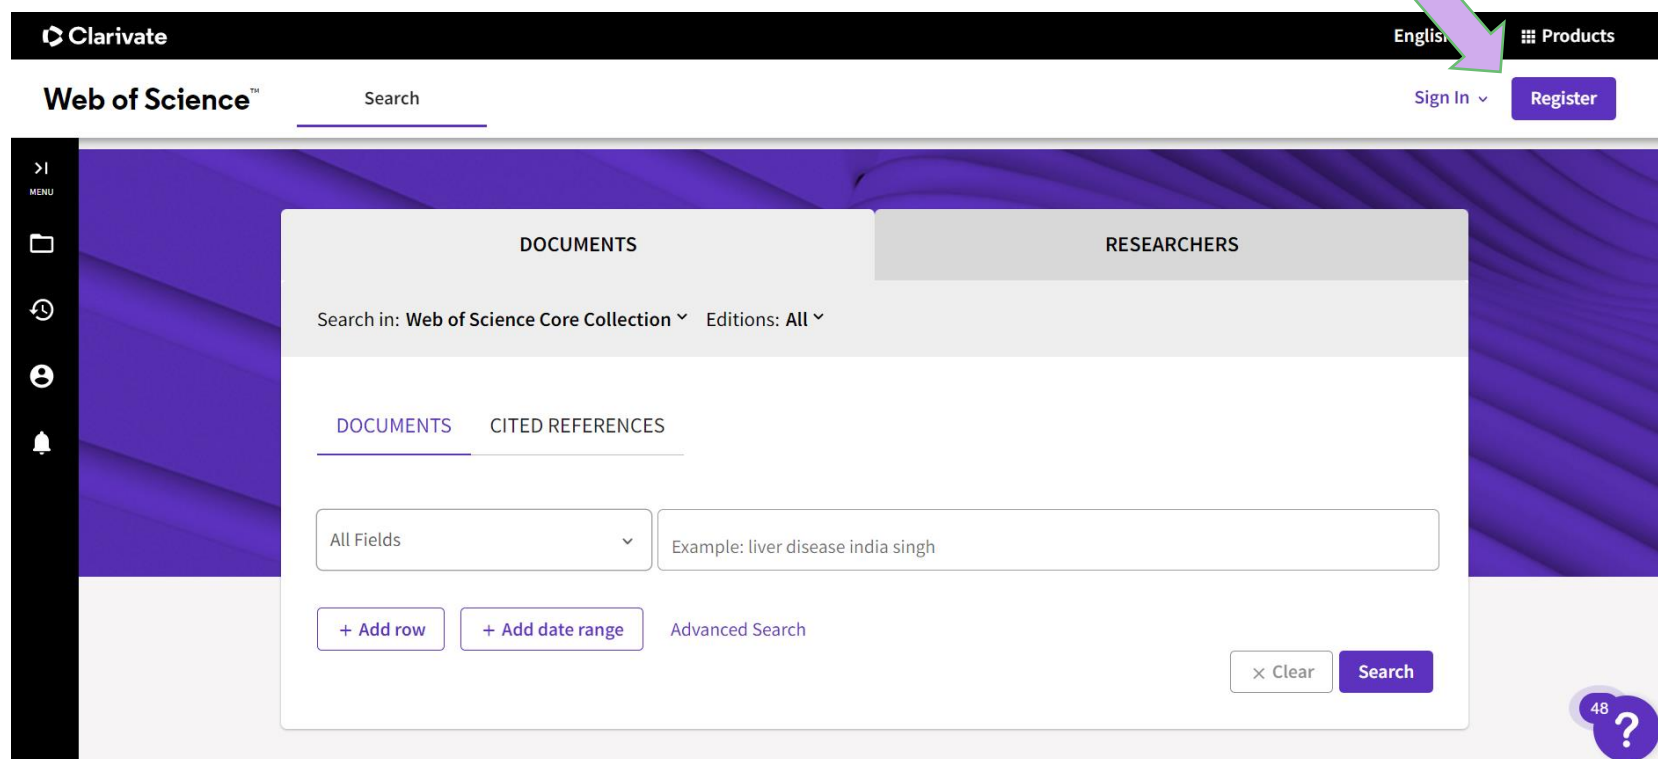 Clarivate
Products
Web of Science™
Search
Sign In
Register
MENU
DOCUMENTS
RESEARCHERS
Search in: Web of Science Core Collection Editions: All
DOCUMENTS
CITED REFERENCES
All Fields
Example: liver disease india singh
+ Add row
+ Add date range
Advanced Search
× Clear
Search
48
?